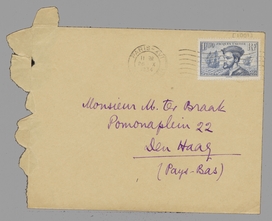 Monsieur M. ter Braak
Pomonaplein 22
Den Haag
(Pays-Bas)